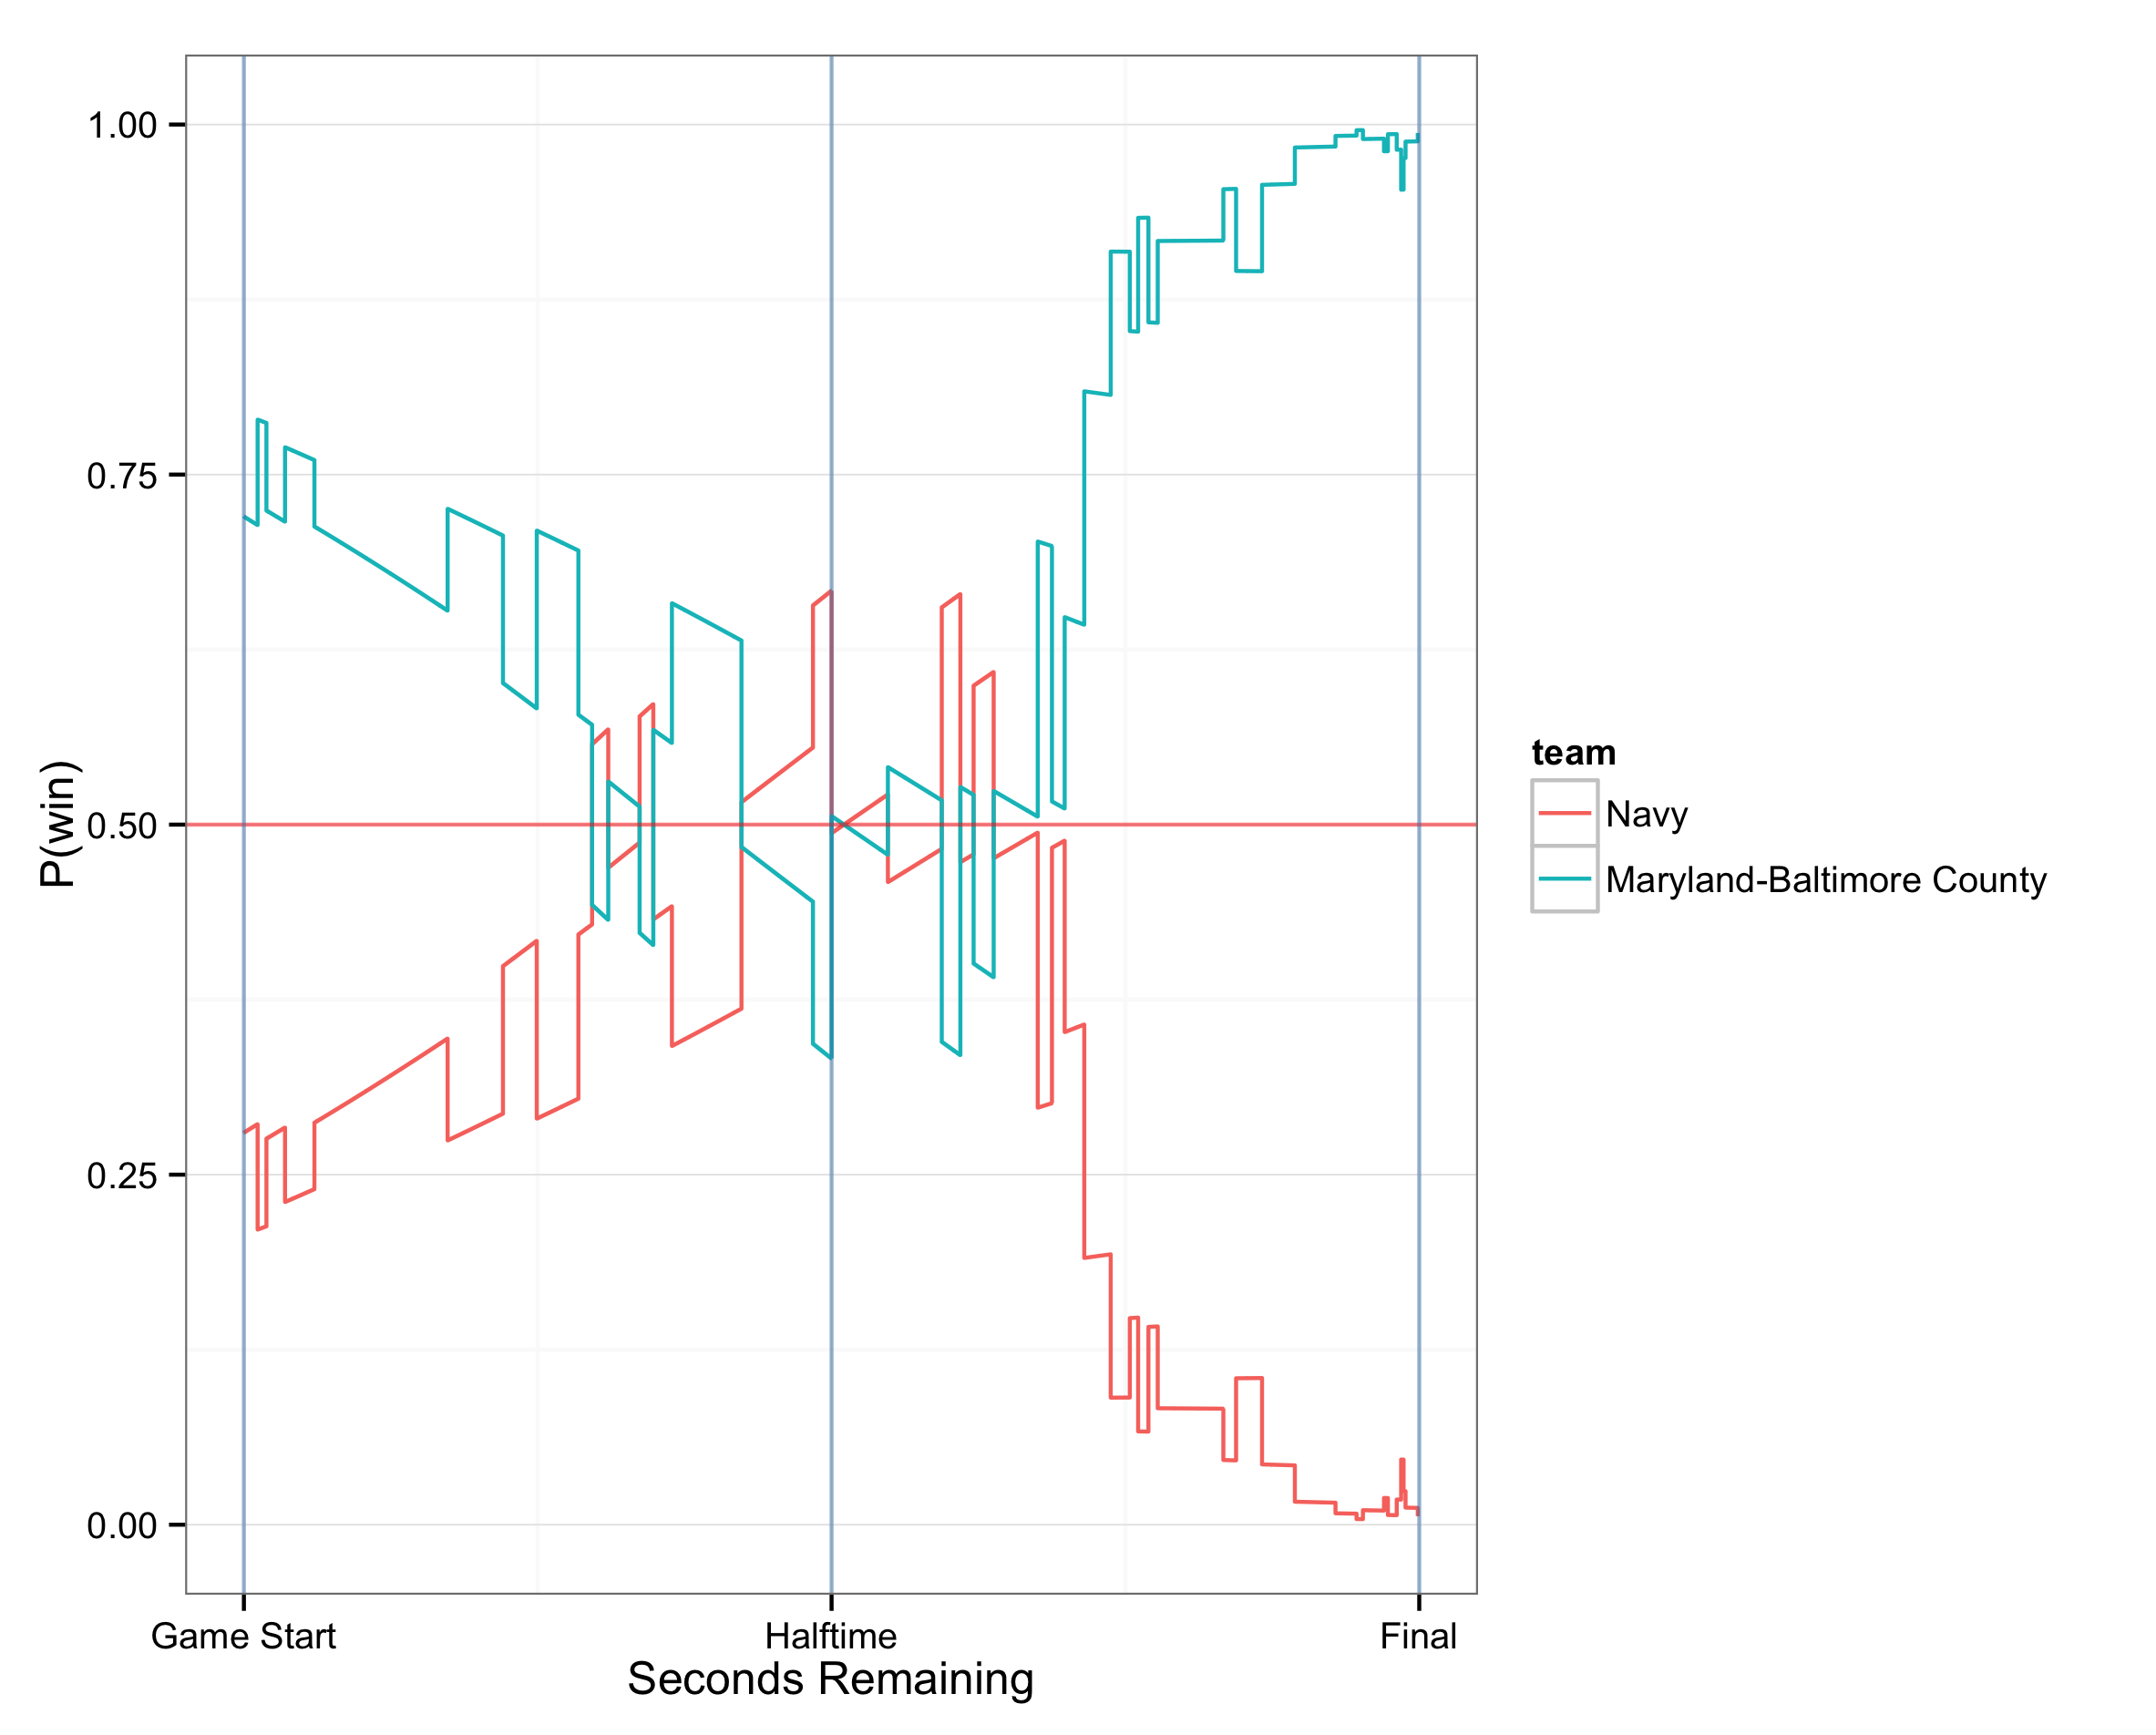 1.00
0.75
0.50
0.25
0.00
P(win)
Game Start
Halftime
Final
Seconds Remaining
team
Navy
Maryland-Baltimore County